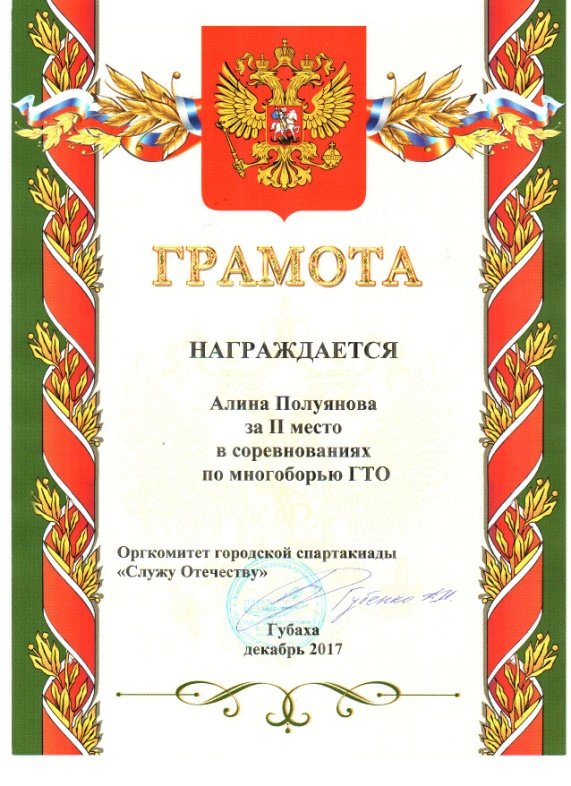 ГРАМОТА
НАГРАЖДАЕТСЯ
Алина Полуянова
за II место
в соревнованиях
по многоборью ГТО
Оргкомитет городской спартакиады
«Служу Отечеству»
Губенко А.И.
Губаха
декабрь 2017